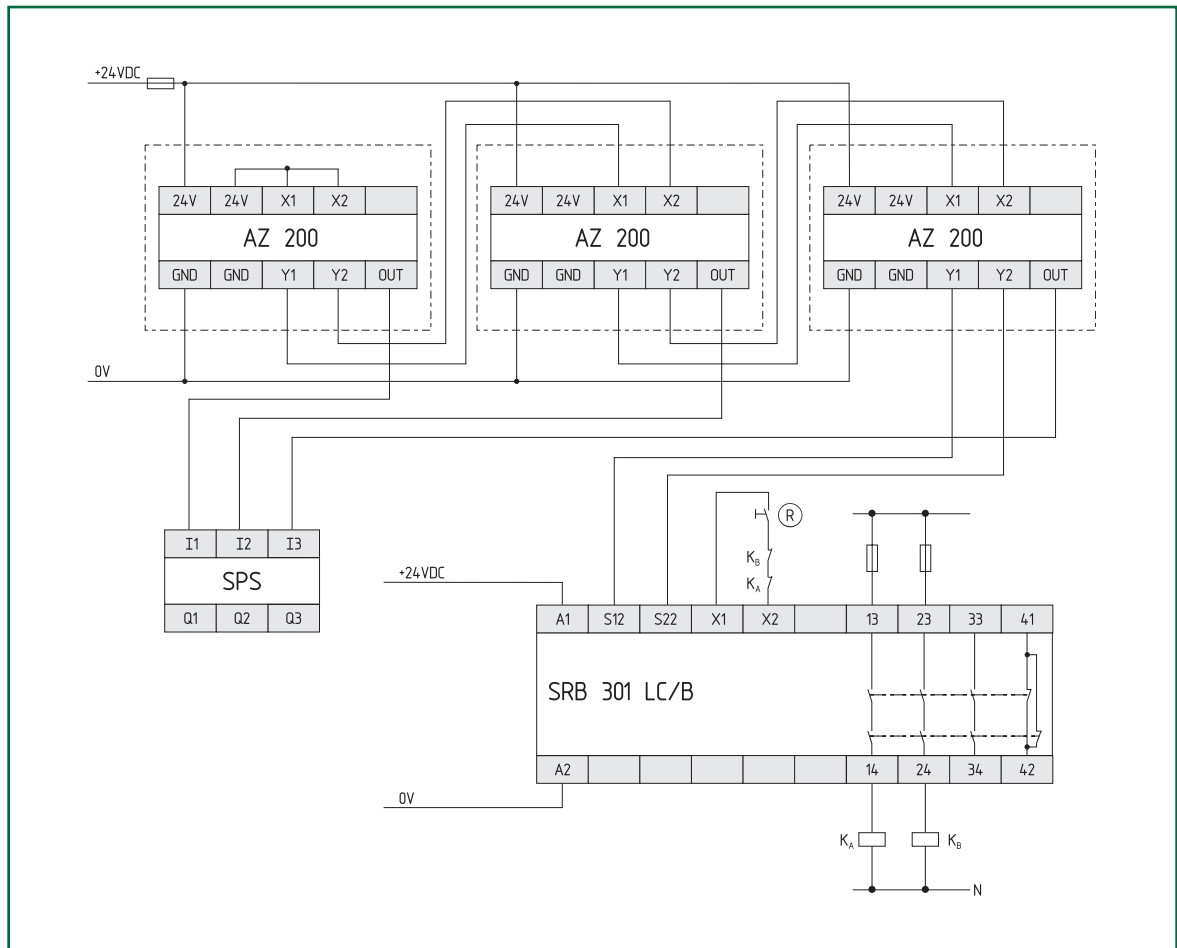 +24VDC
24V 24V X1 X2
AZ 200
GND GND Y1 Y2 OUT
24V 24V X1 X2
AZ 200
GND GND Y1 Y2 OUT
24V 24V X1 X2
AZ 200
GND GND Y1 Y2 OUT
0V
I1 I2 I3
SPS
Q1 Q2 Q3
R
KB
KA
+24VDC
A1 S12 S22 X1 X2 13 23 33 41
SRB 301 LC/B
A2 14 24 34 42
0V
KA KB
N